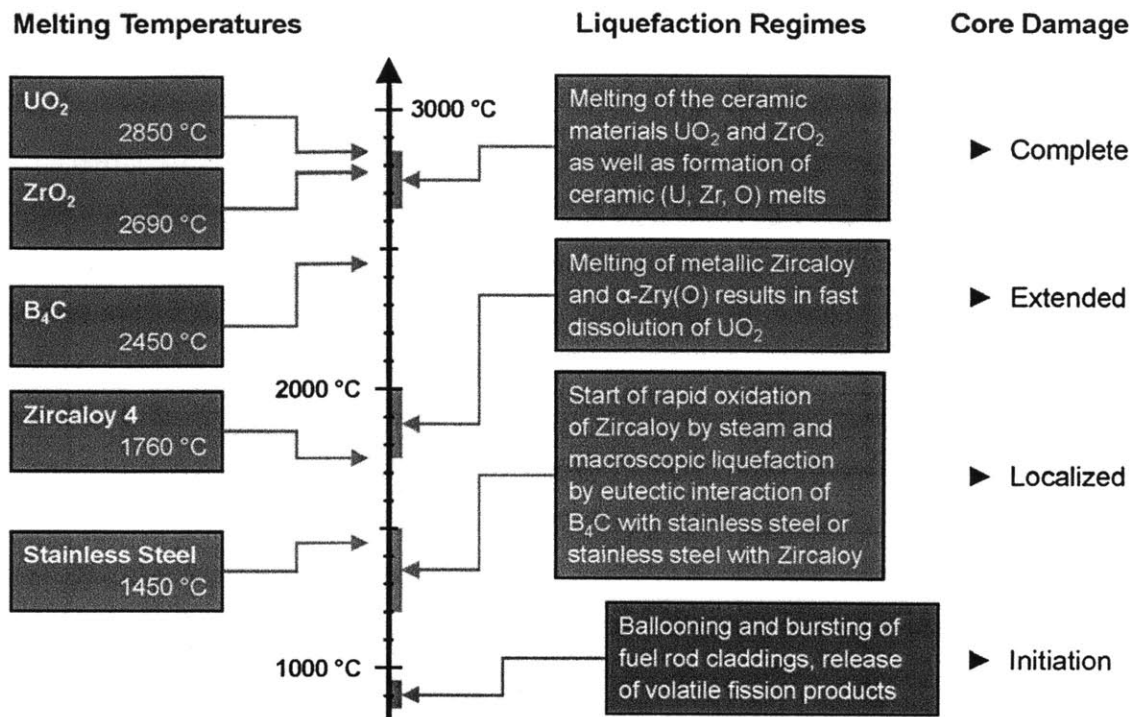 Melting Temperatures
Liquefaction Regimes
Core Damage
UO₂
2850 °C
ZrO₂
2690 °C
B₄C
2450 °C
Zircaloy 4
1760 °C
Stainless Steel
1450 °C
3000 °C
2000 °C
1000 °C
Melting of the ceramic
materials UO₂ and ZrO₂
as well as formation of
ceramic (U, Zr, O) melts
Complete
Melting of metallic Zircaloy
and α-Zry(O) results in fast
dissolution of UO₂
Extended
Start of rapid oxidation
of Zircaloy by steam and
macroscopic liquefaction
by eutectic interaction of
B₄C with stainless steel or
stainless steel with Zircaloy
Localized
Ballooning and bursting of
fuel rod claddings, release
of volatile fission products
Initiation